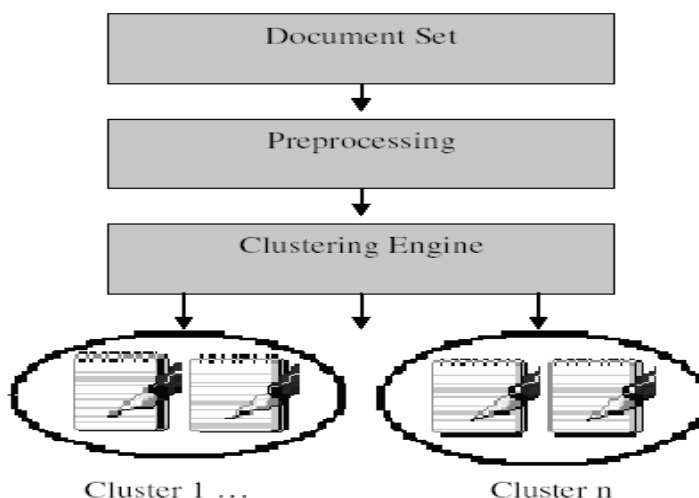 Document Set
Preprocessing
Clustering Engine
Cluster 1 ...
Cluster n